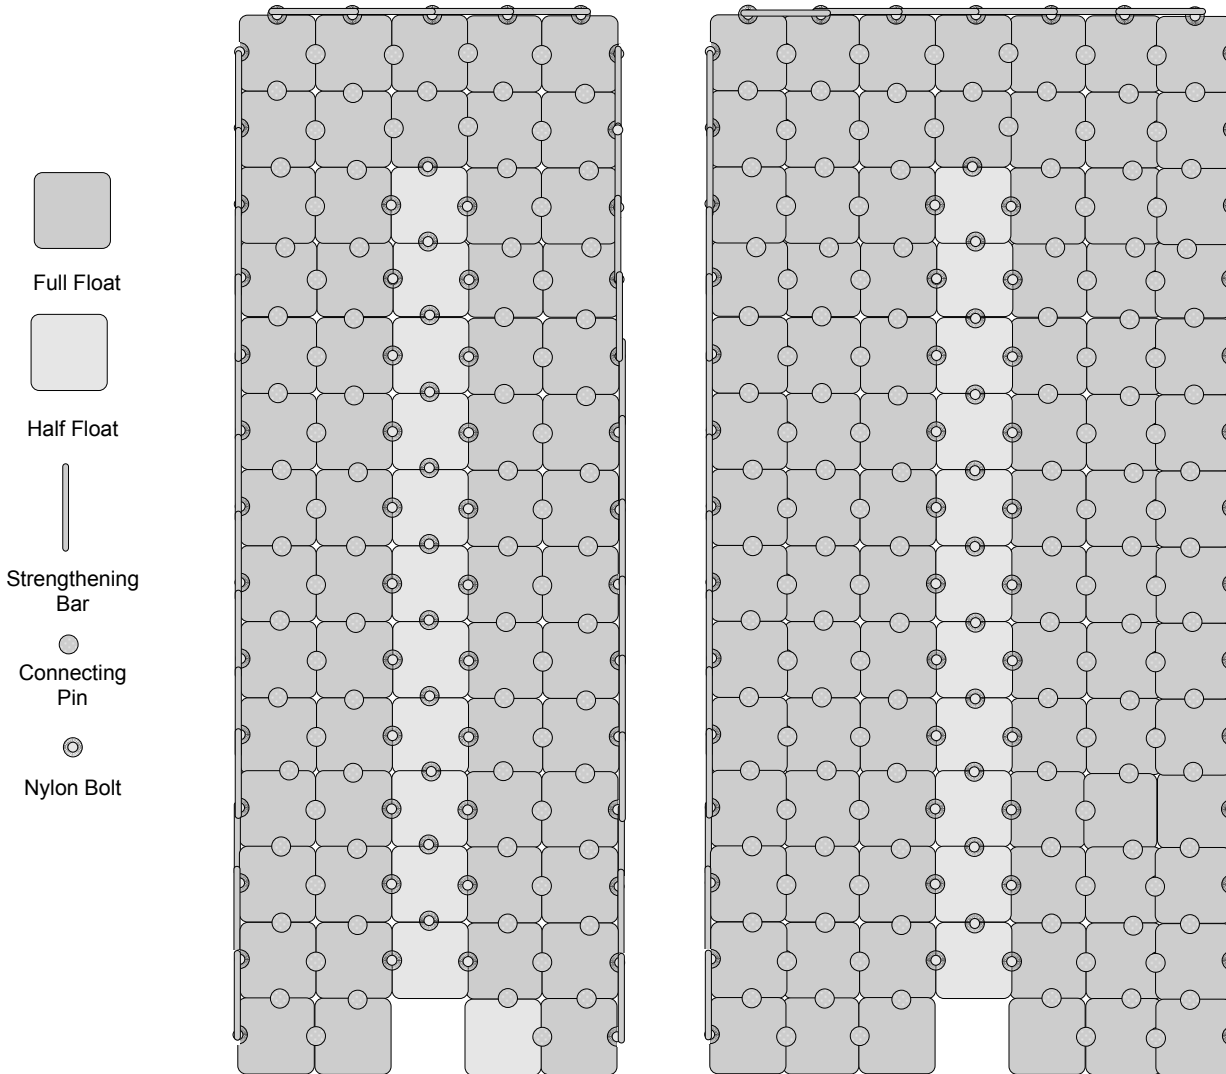 Full Float
Half Float
Strengthening
Bar
Connecting
Pin
Nylon Bolt